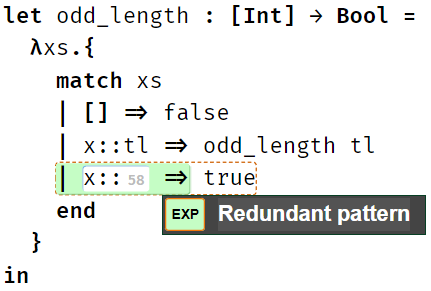 let odd_length : [Int] → Bool =
λxs.{
match xs
| [] ⇒ false
| x::tl ⇒ odd_length tl
| x:: 58 ⇒ true
end
EXP Redundant pattern
}
in